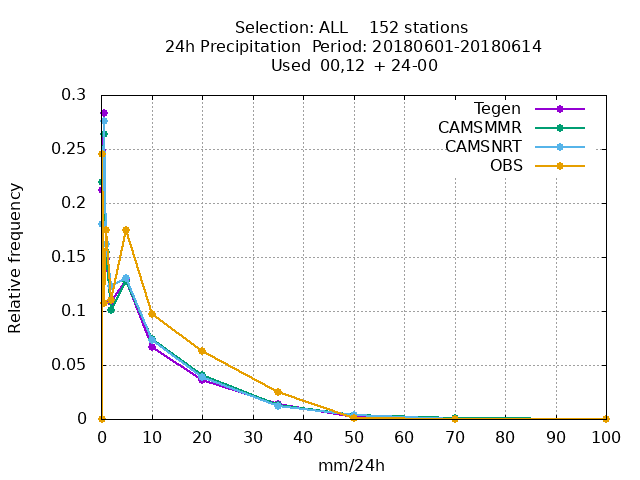 Selection: ALL 152 stations
24h Precipitation Period: 20180601-20180614
Used 00,12 + 24-00
Relative frequency
0.3
0.25
0.2
0.15
0.1
0.05
0
Tegen
CAMSMMR
CAMSNRT
OBS
0 10 20 30 40 50 60 70 80 90 100
mm/24h